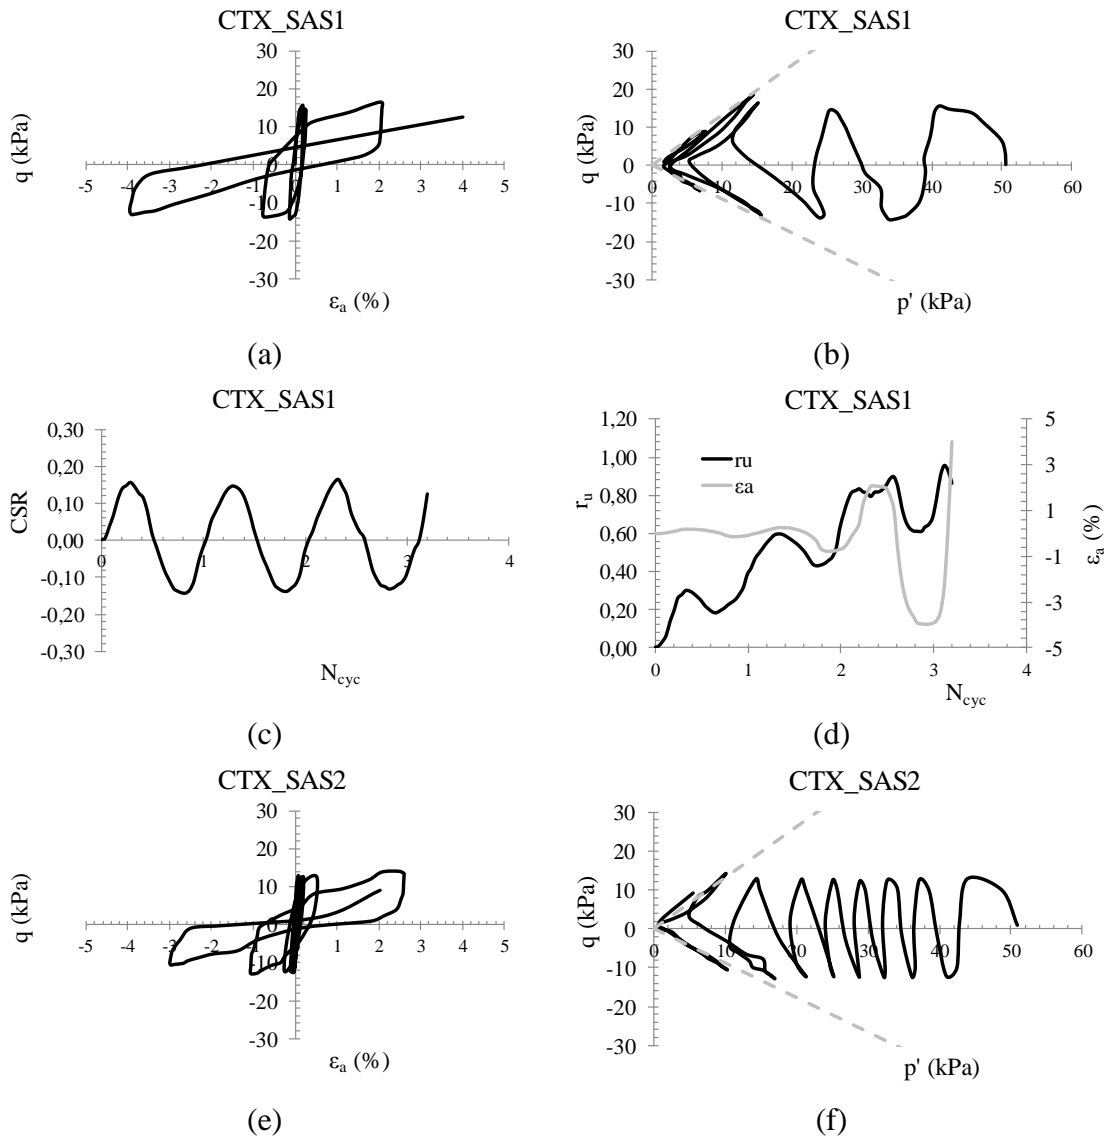 CTX_SAS1
30
20
10
0
-10
-20
-30
-5 -4 -3 -2 -1 0 1 2 3 4 5
q (kPa)
εa (%)
(a)
CTX_SAS1
30
20
10
0
-10
-20
-30
0 10 20 30 40 50 60
q (kPa)
p' (kPa)
(b)
CTX_SAS1
0,30
0,20
0,10
0,00
-0,10
-0,20
-0,30
0 1 2 3 4
CSR
Ncyc
(c)
CTX_SAS1
1,20
1,00
0,80
0,60
0,40
0,20
0,00
ru
εa
5
3
1
-1
-3
-5
0 1 2 3 4
ru
εa (%)
Ncyc
(d)
CTX_SAS2
30
20
10
0
-10
-20
-30
-5 -4 -3 -2 -1 0 1 2 3 4 5
q (kPa)
εa (%)
(e)
CTX_SAS2
30
20
10
0
-10
-20
-30
0 10 20 30 40 50 60
q (kPa)
p' (kPa)
(f)